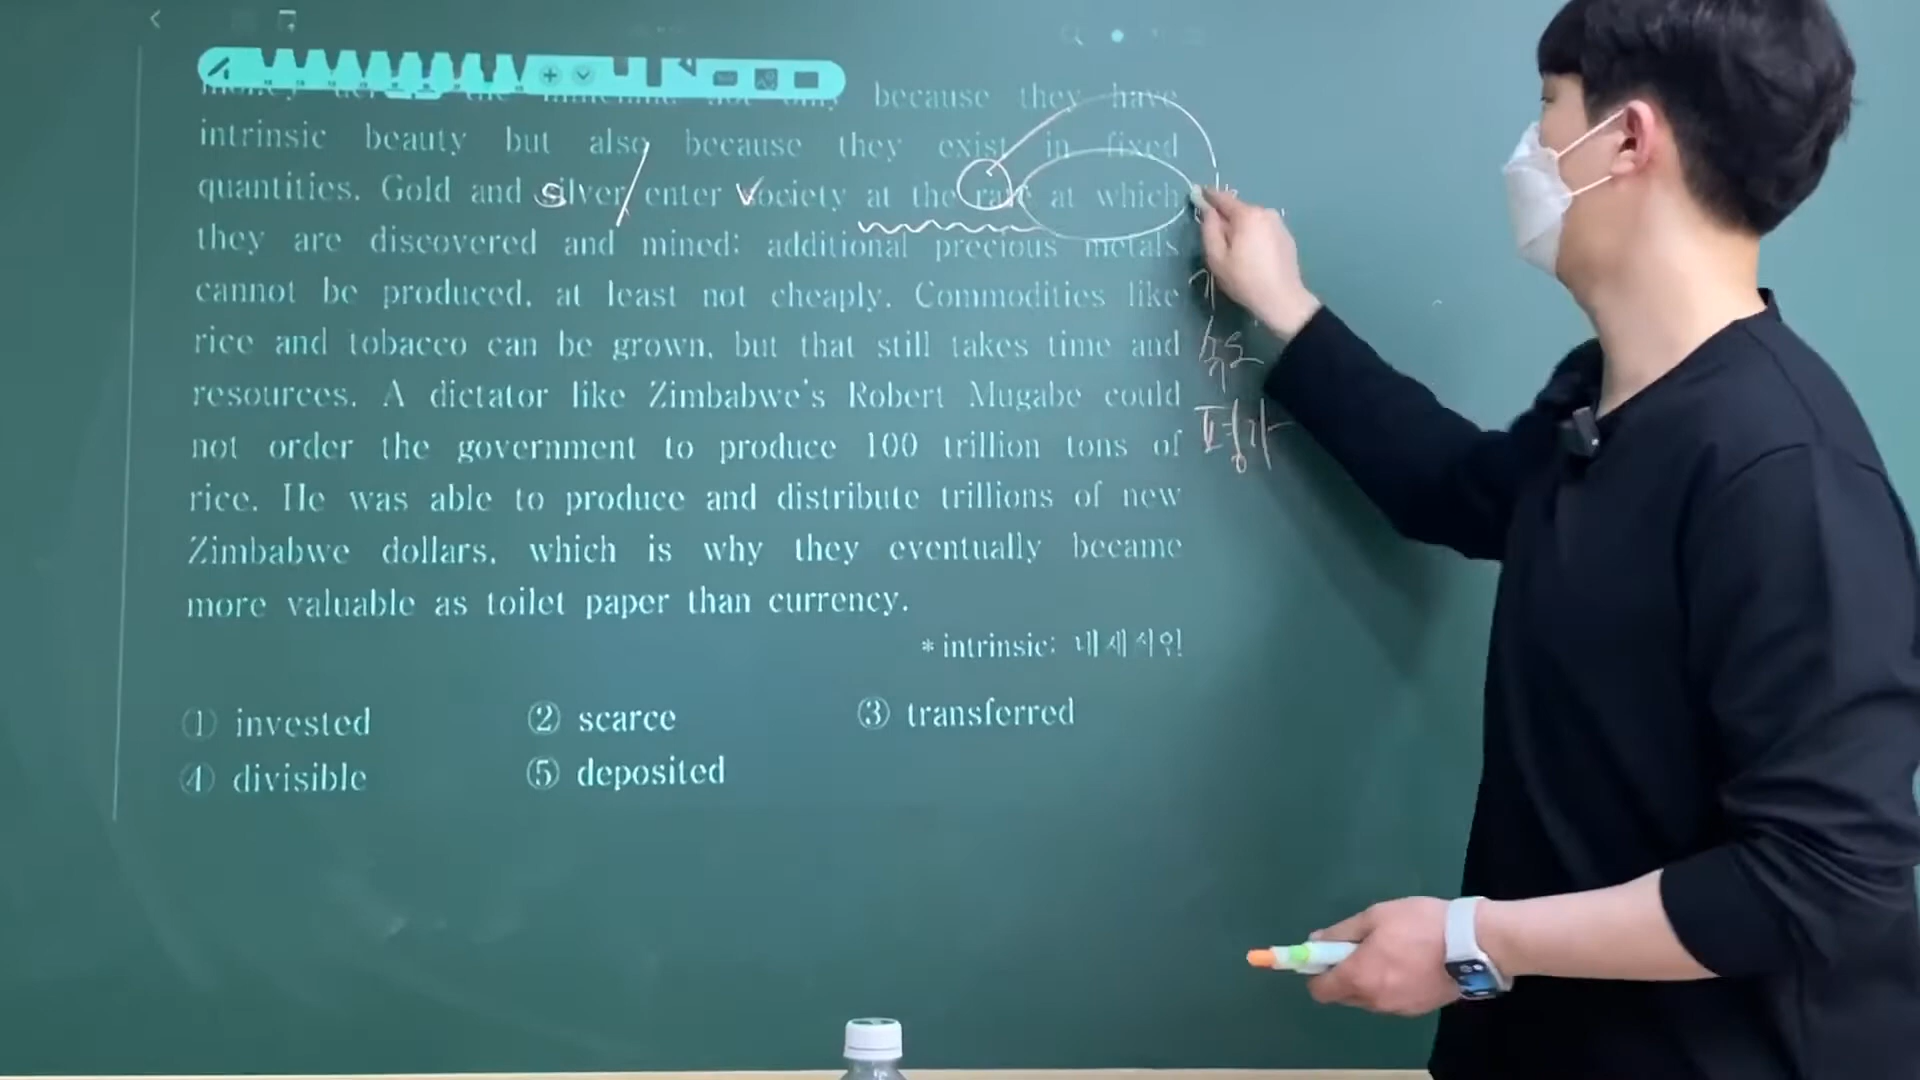 because they have
intrinsic beauty but also because they exist in fixed
quantities. Gold and silver enter society at the rate at which
they are discovered and mined; additional precious metals
cannot be produced, at least not cheaply. Commodities like
rice and tobacco can be grown, but that still takes time and
resources. A dictator like Zimbabwe's Robert Mugabe could
not order the government to produce 100 trillion tons of
rice. He was able to produce and distribute trillions of new
Zimbabwe dollars, which is why they eventually became
more valuable as toilet paper than currency.
* intrinsic: 내재적인
① invested ② scarce ③ transferred
④ divisible ⑤ deposited
S
V
속도
평가